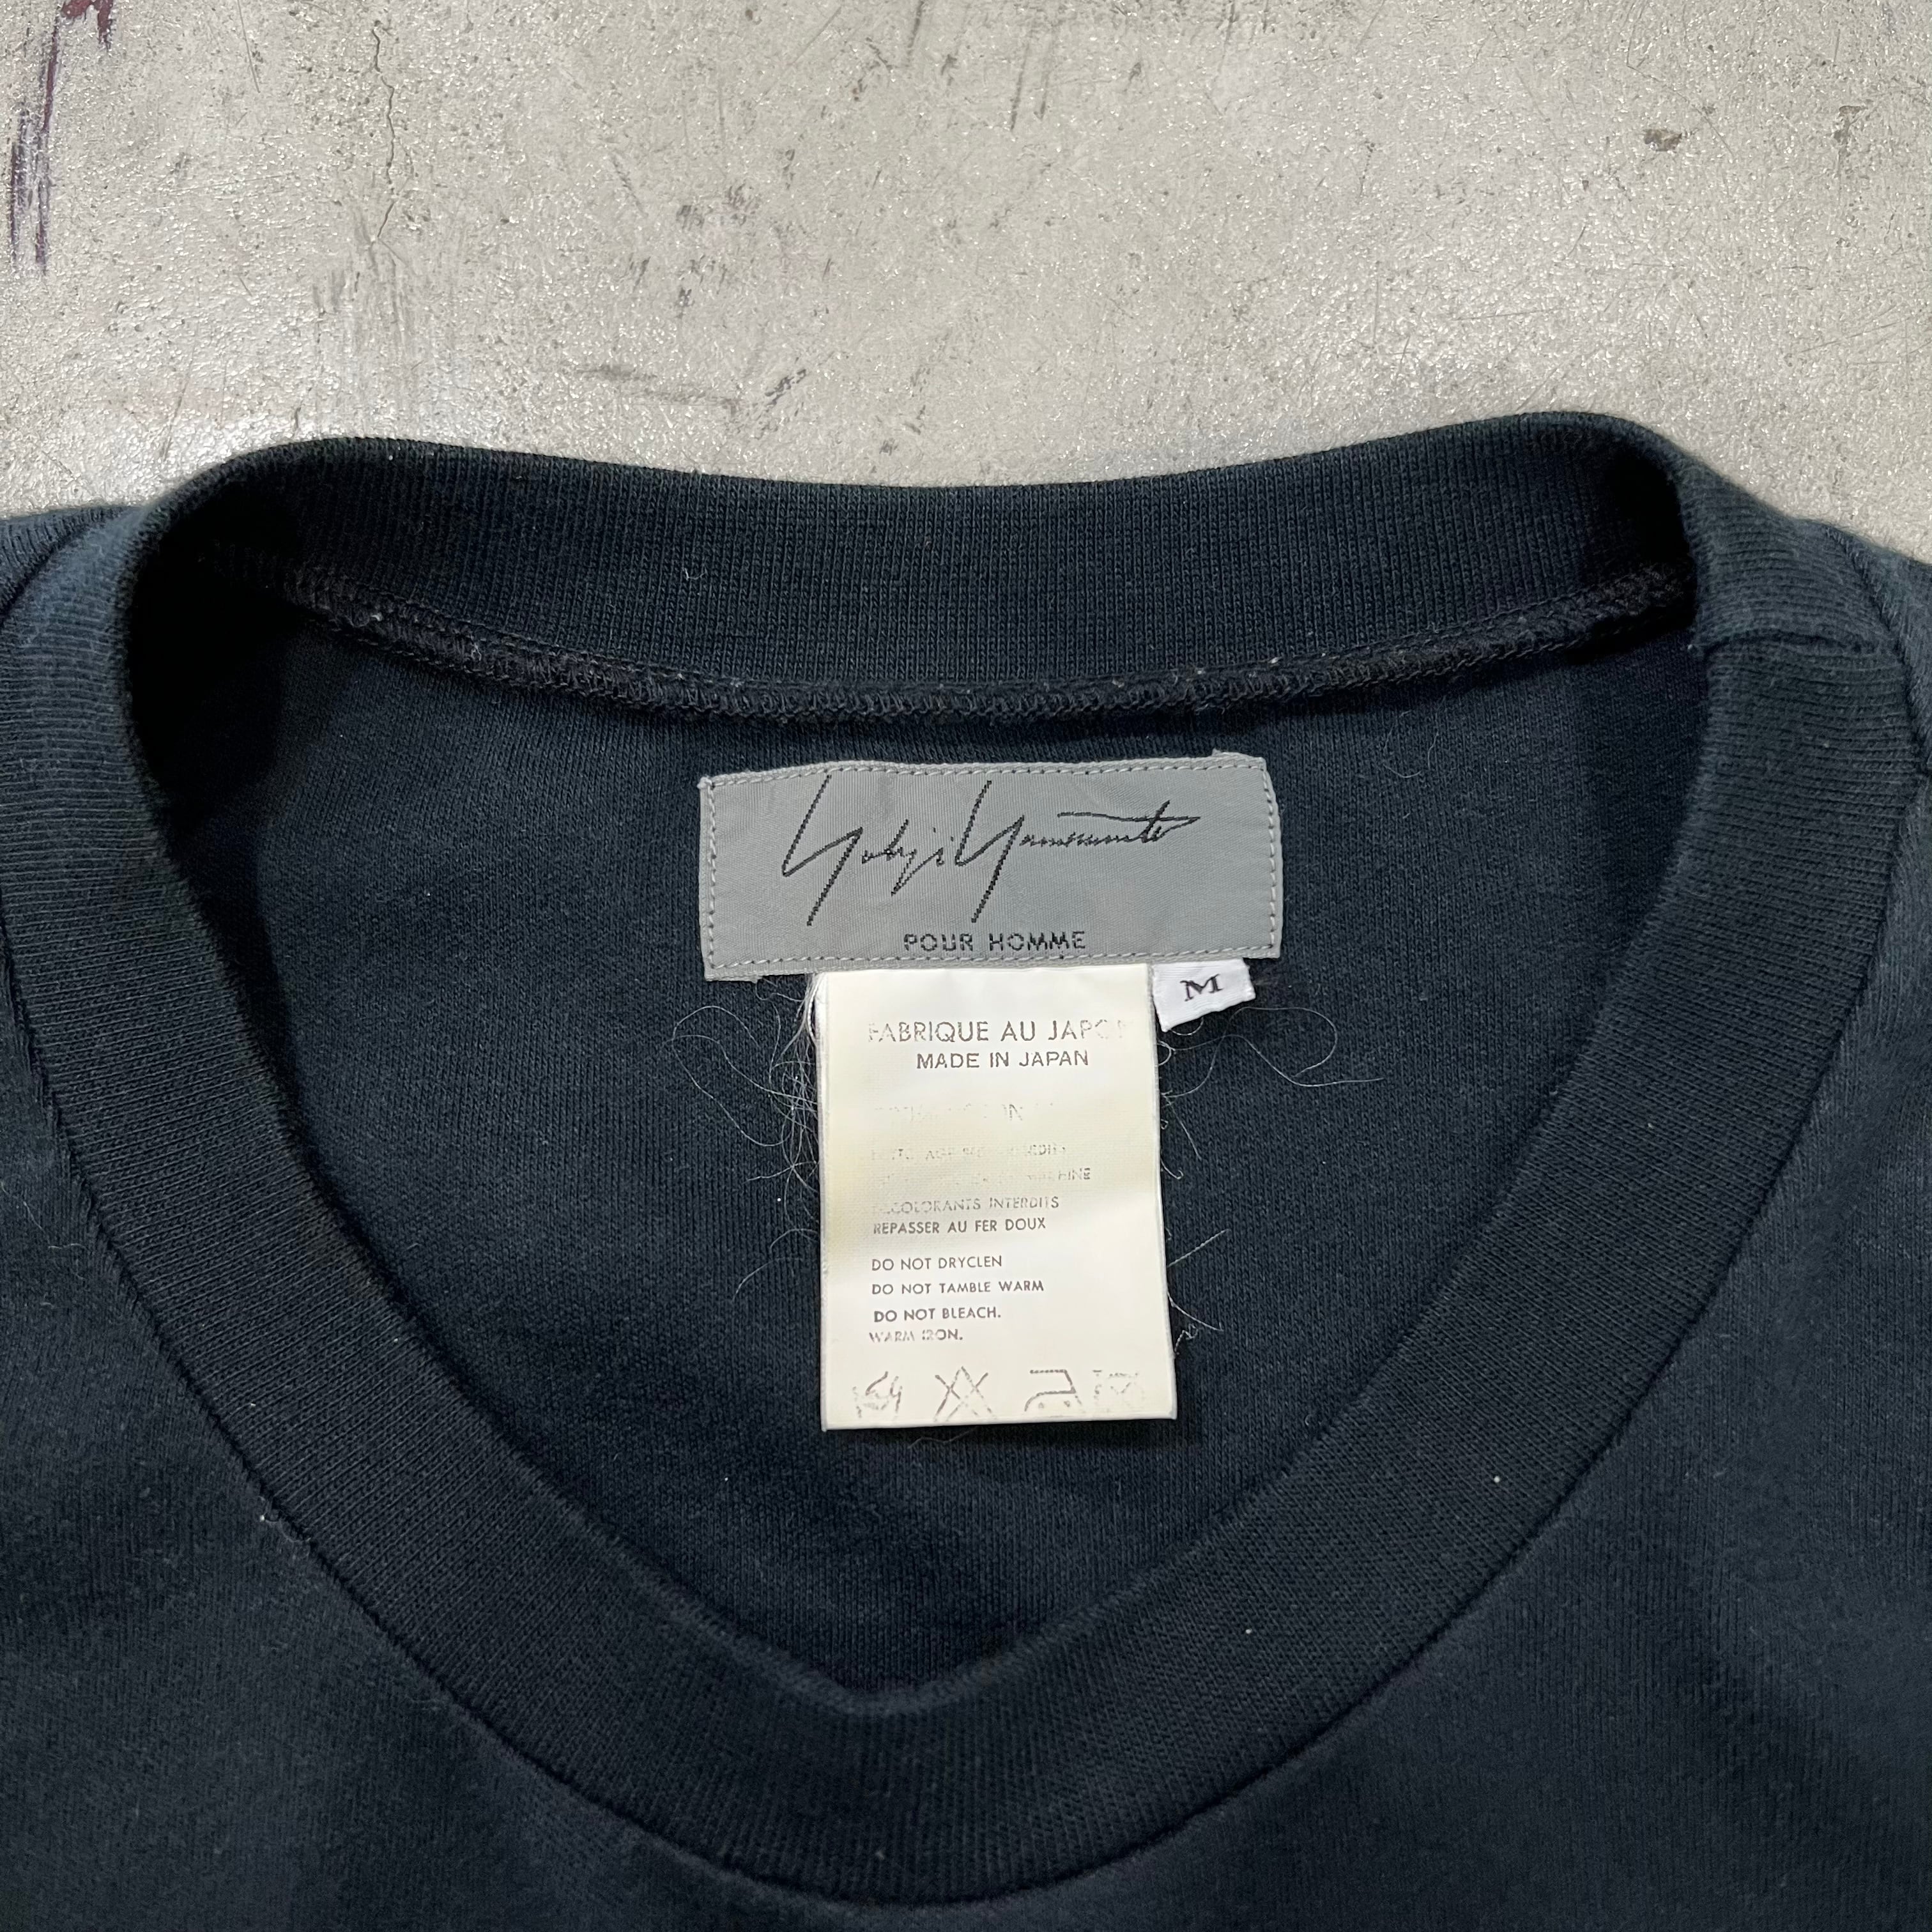 Yohji Yamamoto
POUR HOMME
M
FABRIQUE AU JAPON
MADE IN JAPAN
INTERDITS
REPASSER AU FER DOUX
DO NOT DRYCLEN
DO NOT TAMBLE WARM
DO NOT BLEACH.
WARM IRON.